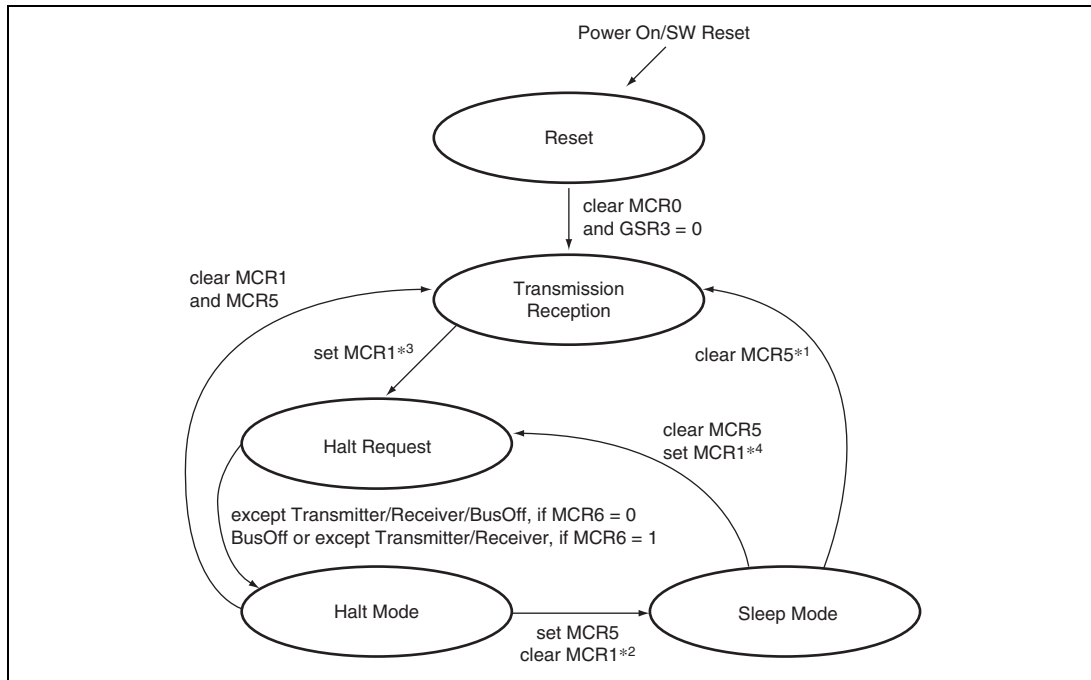 Power On/SW Reset
Reset
clear MCR0
and GSR3 = 0
clear MCR1
and MCR5
Transmission
Reception
set MCR1*3
clear MCR5*1
Halt Request
clear MCR5
set MCR1*4
except Transmitter/Receiver/BusOff, if MCR6 = 0
BusOff or except Transmitter/Receiver, if MCR6 = 1
Halt Mode
Sleep Mode
set MCR5
clear MCR1*2